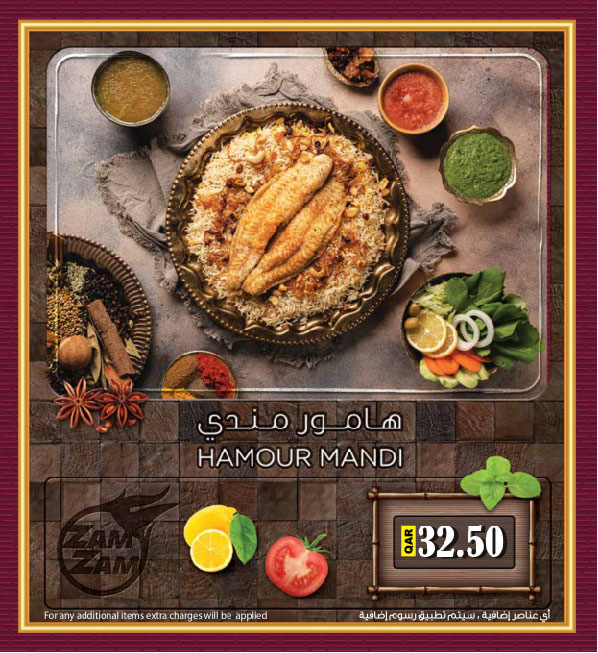 هامور مندي
HAMOUR MANDI
ZAM
ZAM
QAR 32.50
For any additional items extra charges will be applied
أي عناصر إضافية ، سيتم تطبيق رسوم إضافية